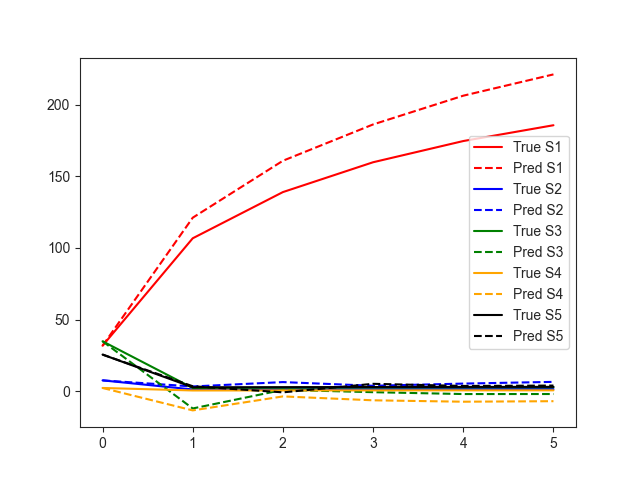 200
150
100
50
0
0 1 2 3 4 5
True S1
Pred S1
True S2
Pred S2
True S3
Pred S3
True S4
Pred S4
True S5
Pred S5